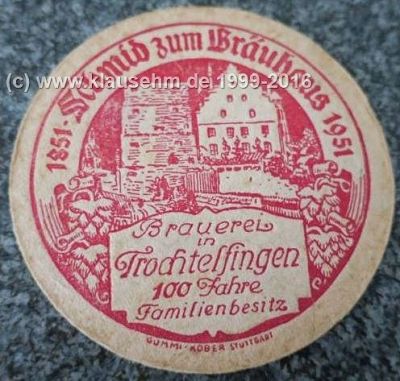 1851 · Schmid zum Bräuhaus 1951
(c) www.klausehm.de 1999-2016
Brauerei
in
Trochtelfingen
100 Jahre
Familienbesitz
GUMMI-KOBER STUTTGART